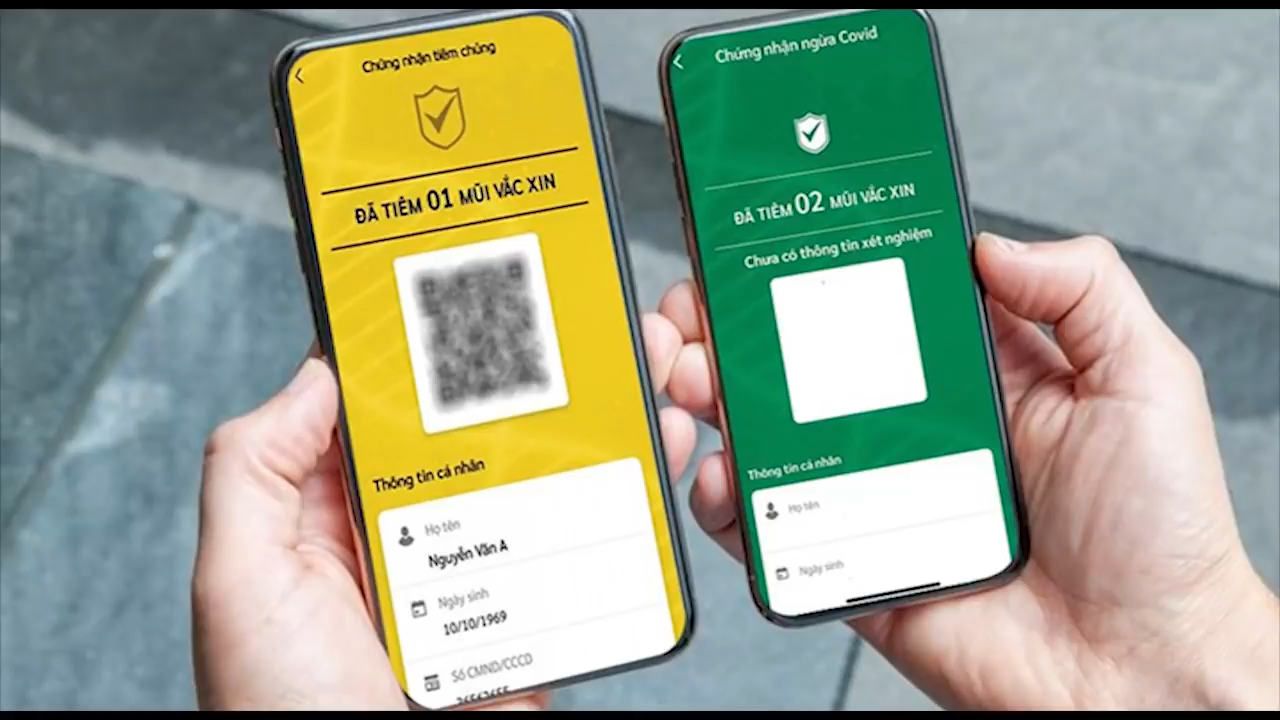 Chứng nhận tiêm chủng
ĐÃ TIÊM 01 MŨI VẮC XIN
Thông tin cá nhân
Họ tên
Nguyễn Văn A
Ngày sinh
10/10/1969
Số CMND/CCCD
Chứng nhận ngừa Covid
ĐÃ TIÊM 02 MŨI VẮC XIN
Chưa có thông tin xét nghiệm
Thông tin cá nhân
Họ tên
Ngày sinh